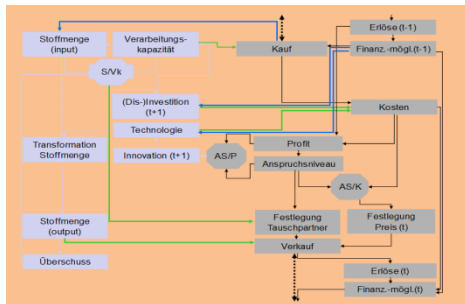 Erlöse (t-1)
Stoffmenge
(input)
Verarbeitungs-
kapazität
Kauf
Finanz.-mögl.(t-1)
S/Vk
(Dis-)Investition
(t+1)
Kosten
Technologie
Transformation
Stoffmenge
Profit
Innovation (t+1)
AS/P
Anspruchsniveau
AS/K
Stoffmenge
(output)
Festlegung
Tauschpartner
Festlegung
Preis (t)
Verkauf
Überschuss
Erlöse (t)
Finanz.-mögl.(t)